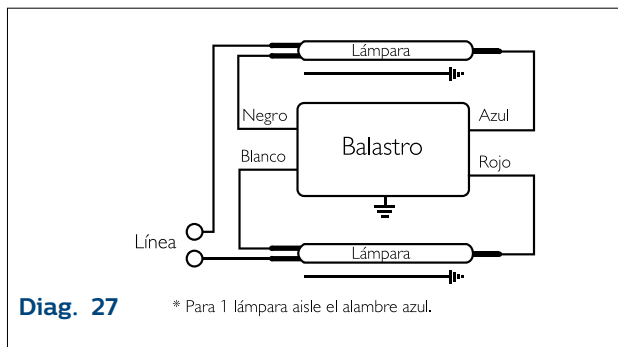 Lámpara
Negro
Azul
Balastro
Blanco
Rojo
Línea
Lámpara
Diag. 27
* Para 1 lámpara aisle el alambre azul.